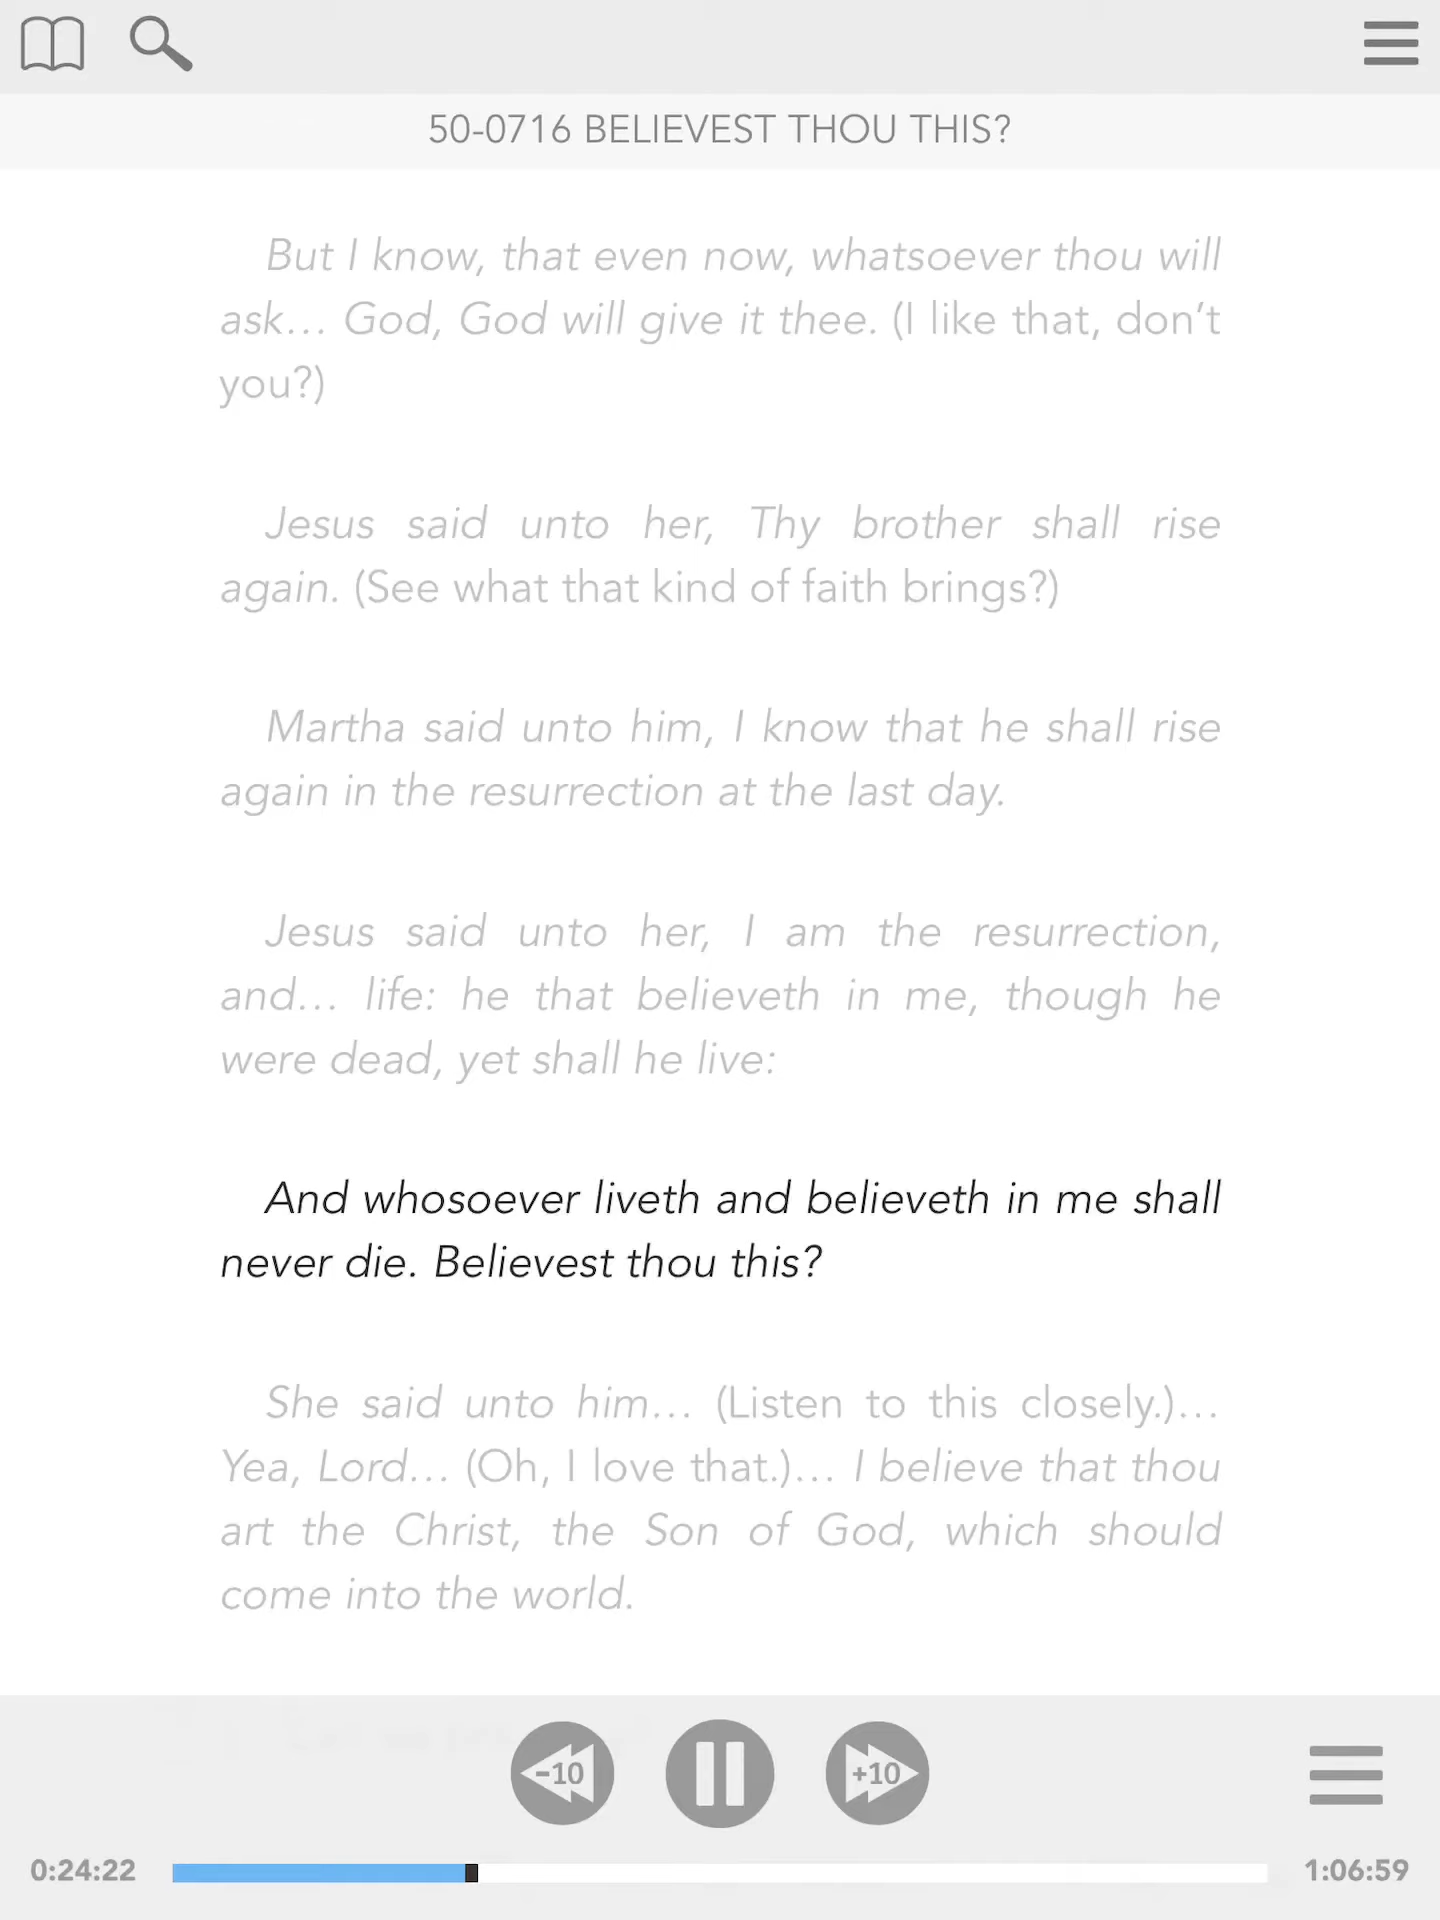 50-0716 BELIEVEST THOU THIS?
But I know, that even now, whatsoever thou will
ask… God, God will give it thee. (I like that, don’t
you?)
Jesus said unto her, Thy brother shall rise
again. (See what that kind of faith brings?)
Martha said unto him, I know that he shall rise
again in the resurrection at the last day.
Jesus said unto her, I am the resurrection,
and… life: he that believeth in me, though he
were dead, yet shall he live:
And whosoever liveth and believeth in me shall
never die. Believest thou this?
She said unto him… (Listen to this closely.)…
Yea, Lord… (Oh, I love that.)… I believe that thou
art the Christ, the Son of God, which should
come into the world.
-10
+10
0:24:22
1:06:59